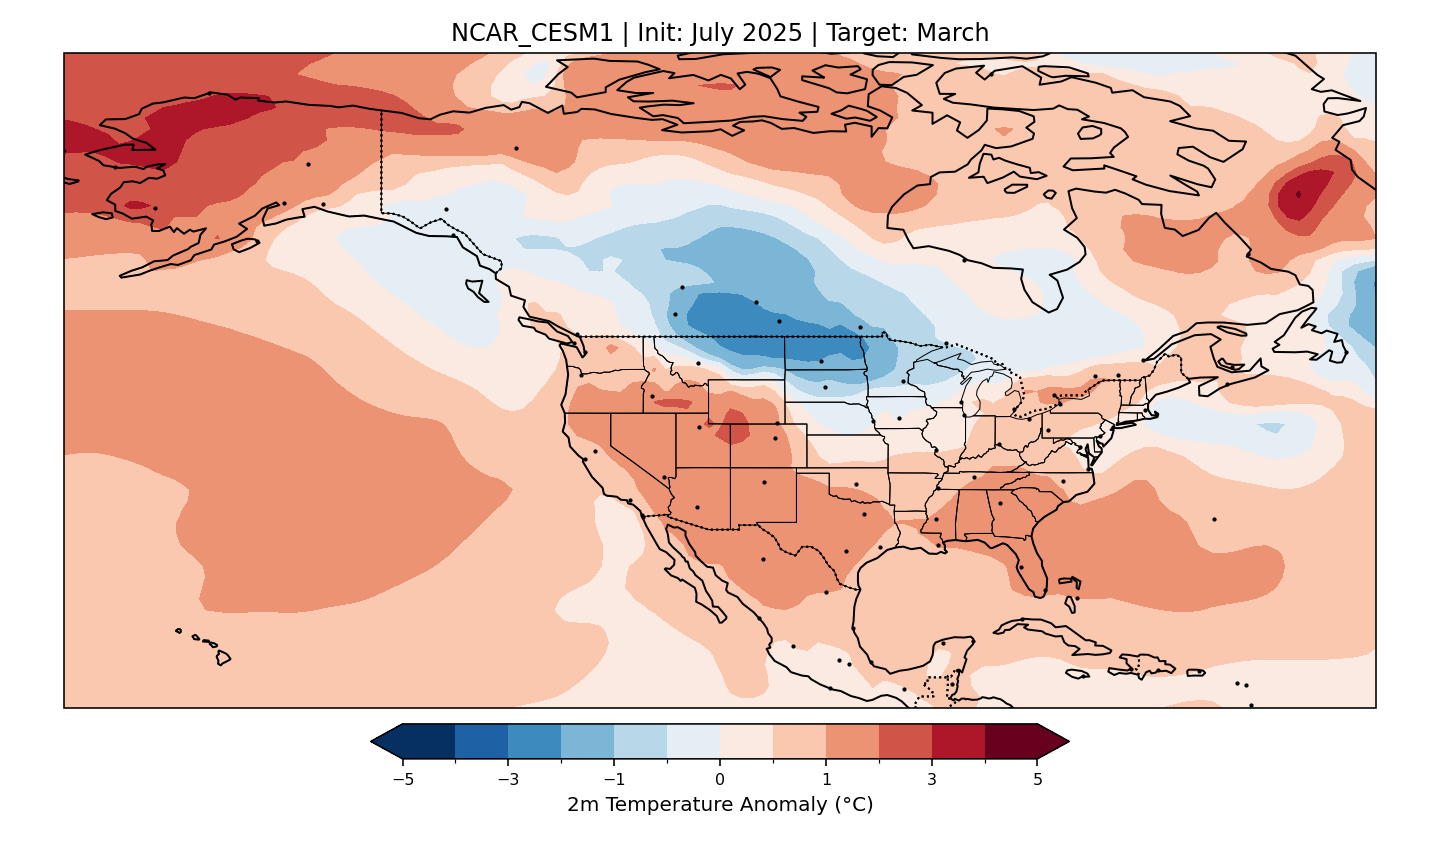 NCAR_CESM1 | Init: July 2025 | Target: March
−5 −3 −1 0 1 3 5
2m Temperature Anomaly (°C)